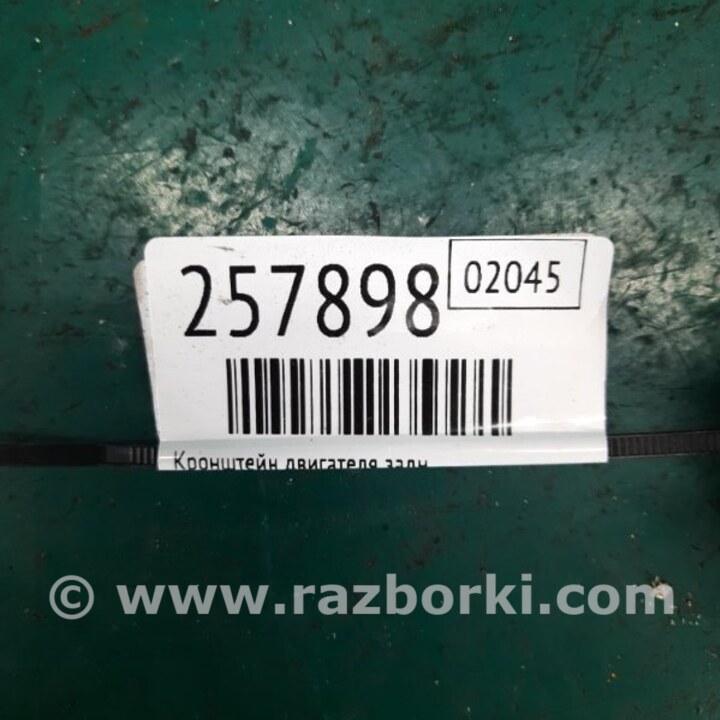 257898
02045
Кронштейн двигателя задн
© www.razborki.com